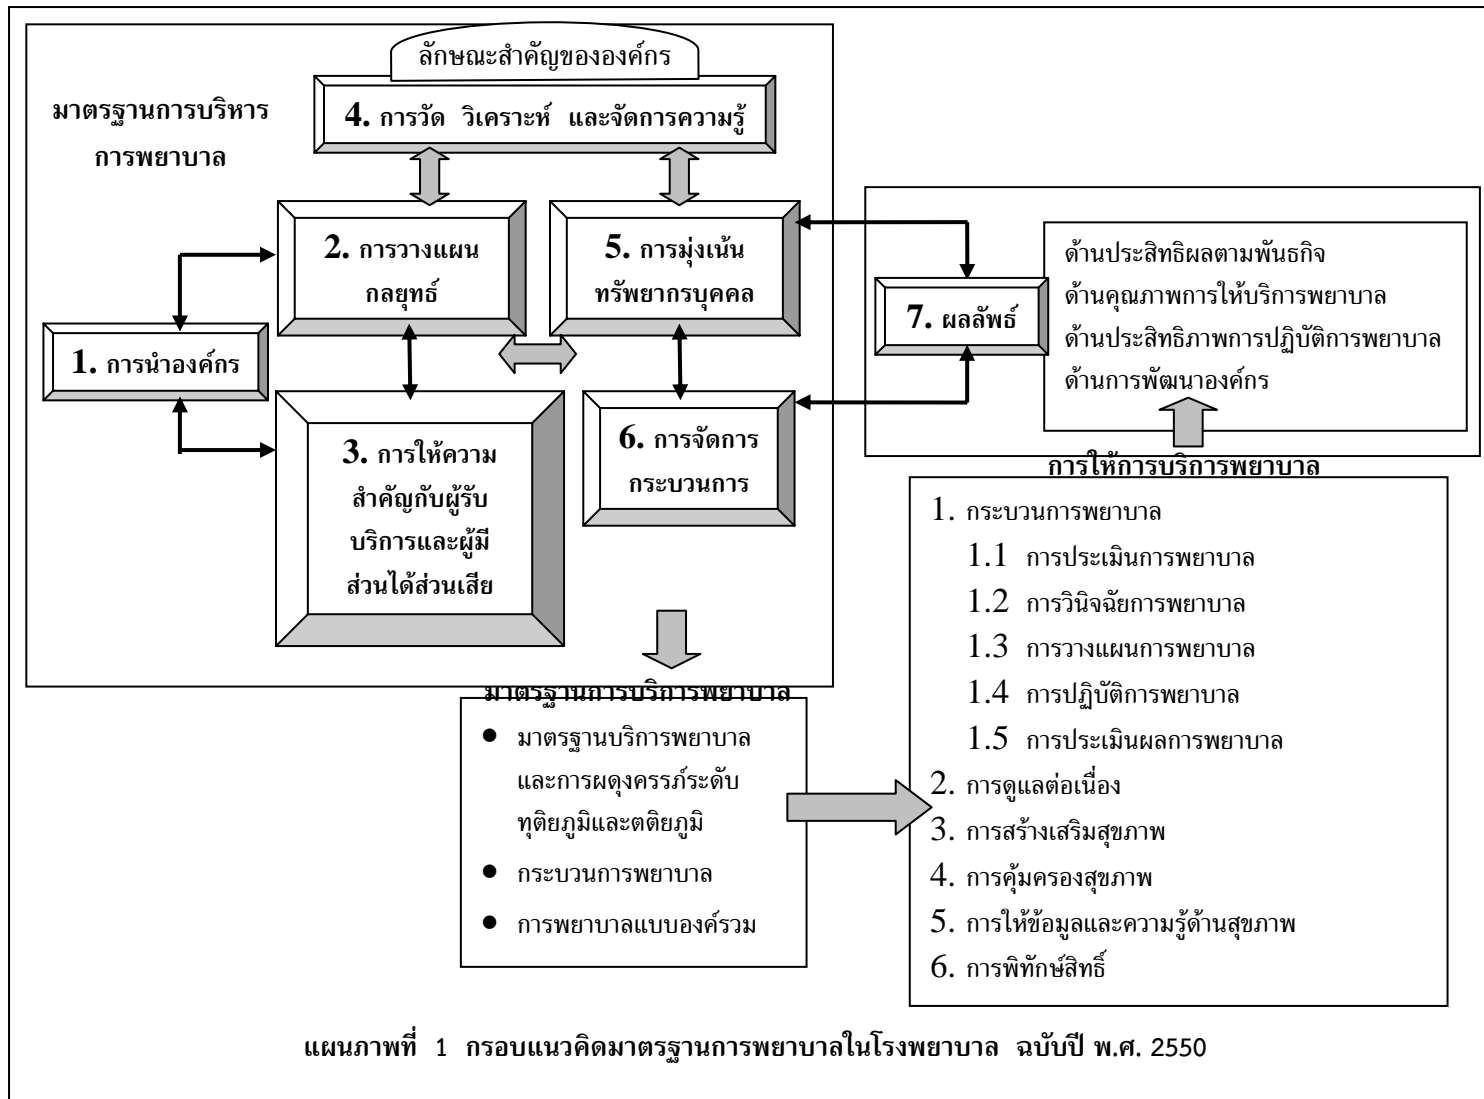 ลักษณะสำคัญขององค์กร
มาตรฐานการบริหาร
การพยาบาล
4. การวัด วิเคราะห์ และจัดการความรู้
2. การวางแผน
กลยุทธ์
5. การมุ่งเน้น
ทรัพยากรบุคคล
1. การนำองค์กร
3. การให้ความ
สำคัญกับผู้รับ
บริการและผู้มี
ส่วนได้ส่วนเสีย
6. การจัดการ
กระบวนการ
7. ผลลัพธ์
ด้านประสิทธิผลตามพันธกิจ
ด้านคุณภาพการให้บริการพยาบาล
ด้านประสิทธิภาพการปฏิบัติการพยาบาล
ด้านการพัฒนาองค์กร
มาตรฐานการบริการพยาบาล
• มาตรฐานบริการพยาบาล
และการผดุงครรภ์ระดับ
ทุติยภูมิและตติยภูมิ
• กระบวนการพยาบาล
• การพยาบาลแบบองค์รวม
การให้การบริการพยาบาล
1. กระบวนการพยาบาล
1.1 การประเมินการพยาบาล
1.2 การวินิจฉัยการพยาบาล
1.3 การวางแผนการพยาบาล
1.4 การปฏิบัติการพยาบาล
1.5 การประเมินผลการพยาบาล
2. การดูแลต่อเนื่อง
3. การสร้างเสริมสุขภาพ
4. การคุ้มครองสุขภาพ
5. การให้ข้อมูลและความรู้ด้านสุขภาพ
6. การพิทักษ์สิทธิ์
แผนภาพที่ 1 กรอบแนวคิดมาตรฐานการพยาบาลในโรงพยาบาล ฉบับปี พ.ศ. 2550